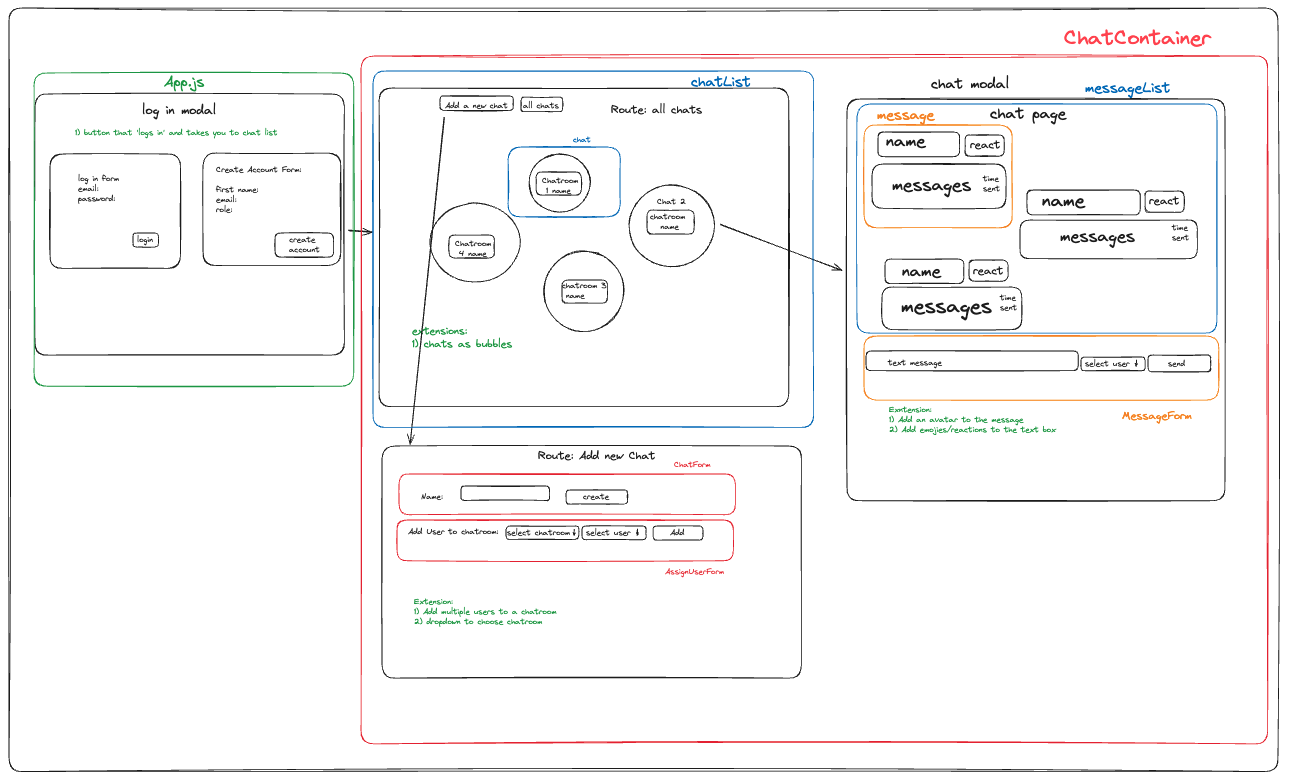 ChatContainer
App.js
log in modal
1) button that 'logs in' and takes you to chat list
log in form
email:
password:
login
Create Account Form:
first name:
email:
role:
create
account
chatList
Add a new chat
all chats
Route: all chats
chat
Chatroom
1 name
Chat 2
chatroom
name
Chatroom
4 name
chatroom 3
name
extensions:
1) chats as bubbles
Route: Add new Chat
ChatForm
Name:
create
Add User to chatroom:
select chatroom
select user
Add
AssignUserForm
Extension:
1) Add multiple users to a chatroom
2) dropdown to choose chatroom
chat modal
messageList
message
chat page
name
react
messages
time
sent
name
react
messages
time
sent
name
react
messages
time
sent
text message
select user
send
MessageForm
Exntension:
1) Add an avatar to the message
2) Add emojies/reactions to the text box